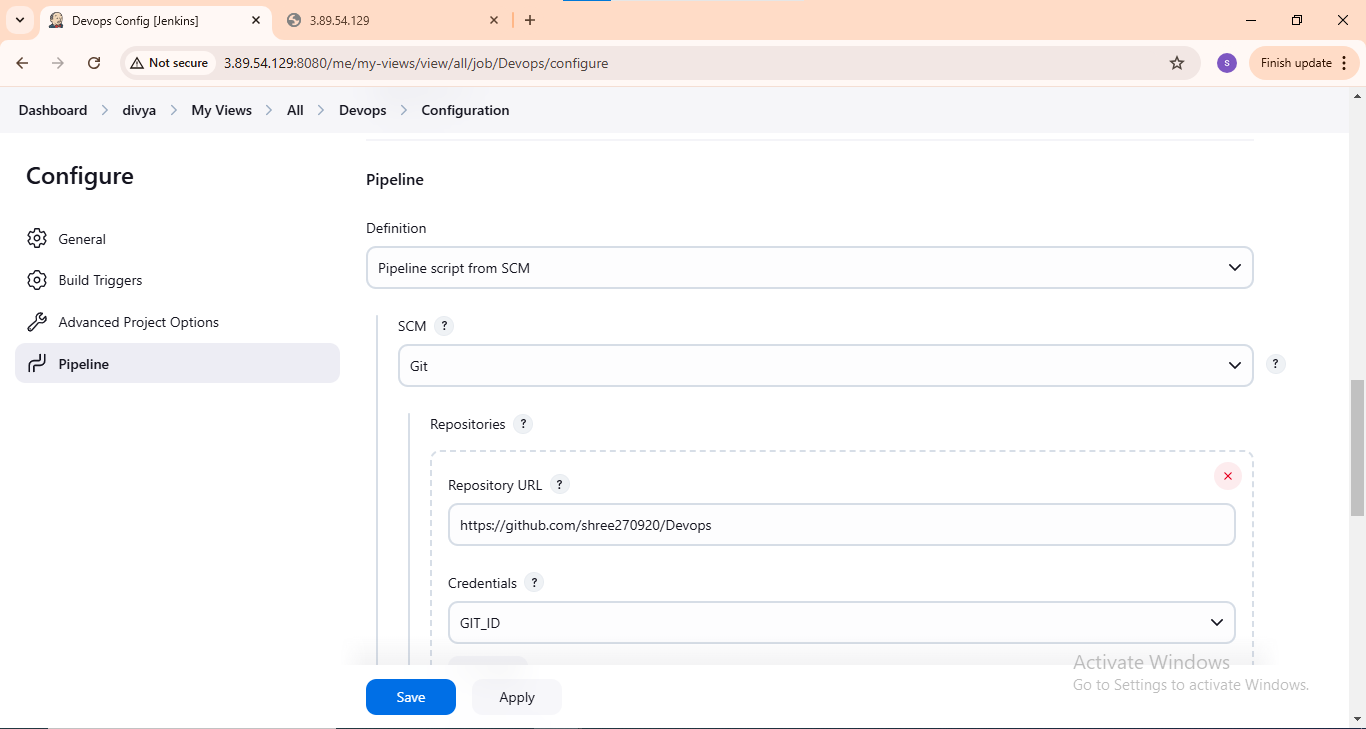 Devops Config [Jenkins]
3.89.54.129
Not secure
3.89.54.129:8080/me/my-views/view/all/job/Devops/configure
S
Finish update
Dashboard > divya > My Views > All > Devops > Configuration
Configure
General
Build Triggers
Advanced Project Options
Pipeline
Pipeline
Definition
Pipeline script from SCM
SCM ?
Git
?
Repositories ?
Repository URL ?
https://github.com/shree270920/Devops
Credentials ?
GIT_ID
Save
Apply
Activate Windows
Go to Settings to activate Windows.